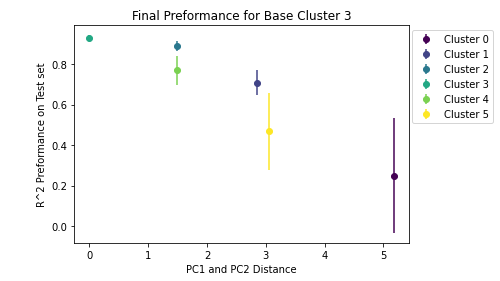 Final Preformance for Base Cluster 3
R^2 Preformance on Test set
0.8
0.6
0.4
0.2
0.0
0 1 2 3 4 5
PC1 and PC2 Distance
Cluster 0
Cluster 1
Cluster 2
Cluster 3
Cluster 4
Cluster 5